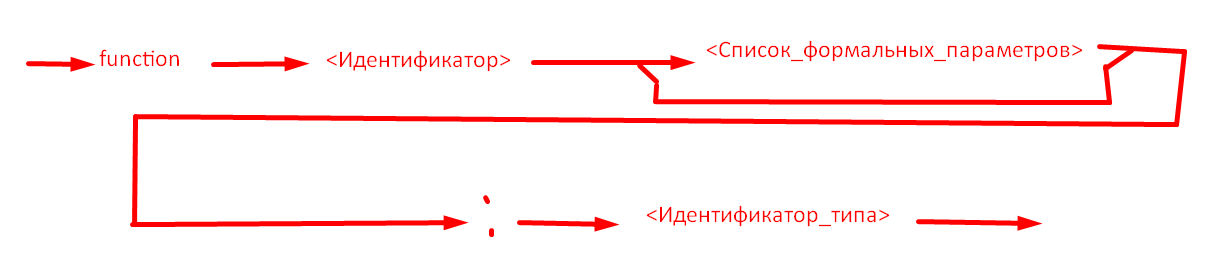 function <Идентификатор> <Список_формальных_параметров>
: <Идентификатор_типа>